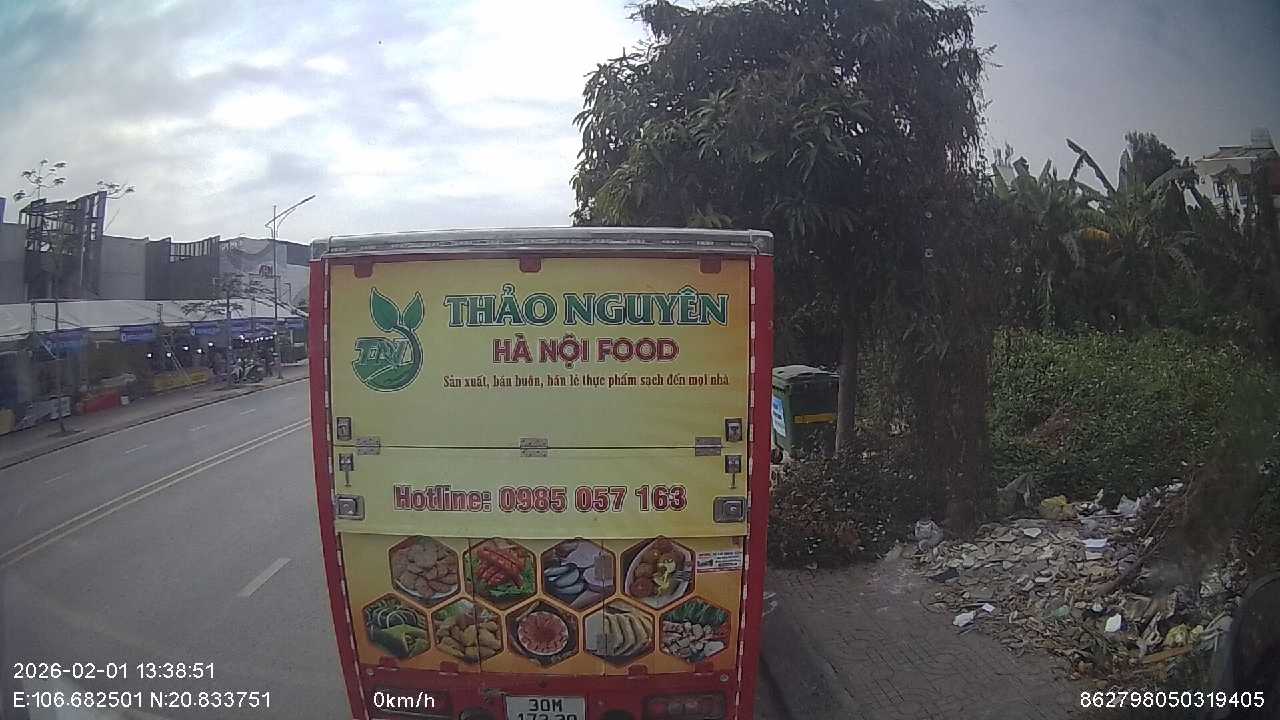 THẢO NGUYÊN
HÀ NỘI FOOD
Sản xuất, bán buôn, bán lẻ thực phẩm sạch đến mọi nhà
Hotline: 0985 057 163
30M
2026-02-01 13:38:51
E:106.682501 N:20.833751
0km/h
862798050319405